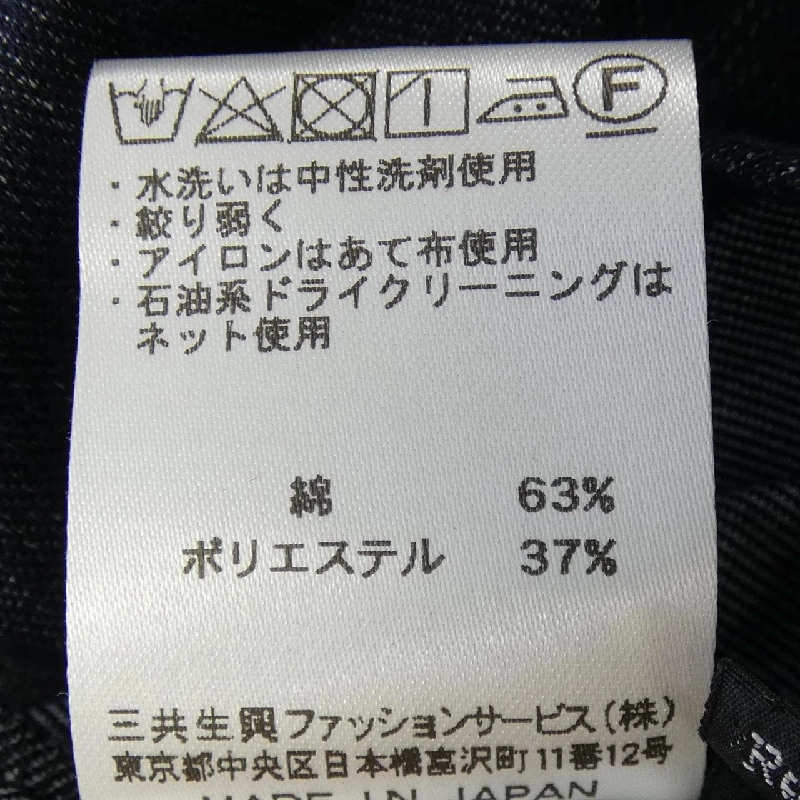 F
・水洗いは中性洗剤使用
・絞り弱く
・アイロンはあて布使用
・石油系ドライクリーニングは
ネット使用
綿 63%
ポリエステル 37%
三共生興ファッションサービス(株)
東京都中央区日本橋富沢町11番12号
MADE IN JAPAN